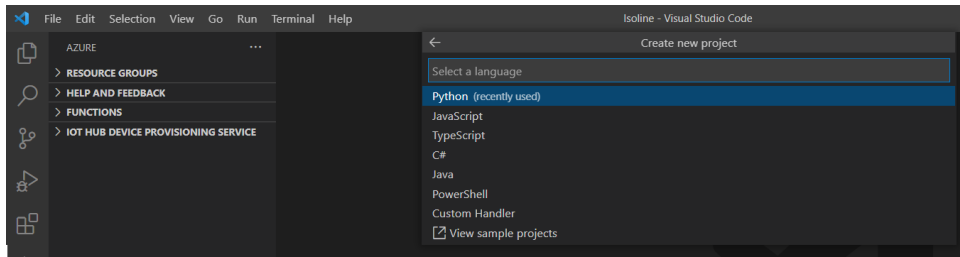 File Edit Selection View Go Run Terminal Help
Isoline - Visual Studio Code
AZURE
Create new project
Select a language
RESOURCE GROUPS
HELP AND FEEDBACK
FUNCTIONS
IOT HUB DEVICE PROVISIONING SERVICE
Python (recently used)
JavaScript
TypeScript
C#
Java
PowerShell
Custom Handler
View sample projects